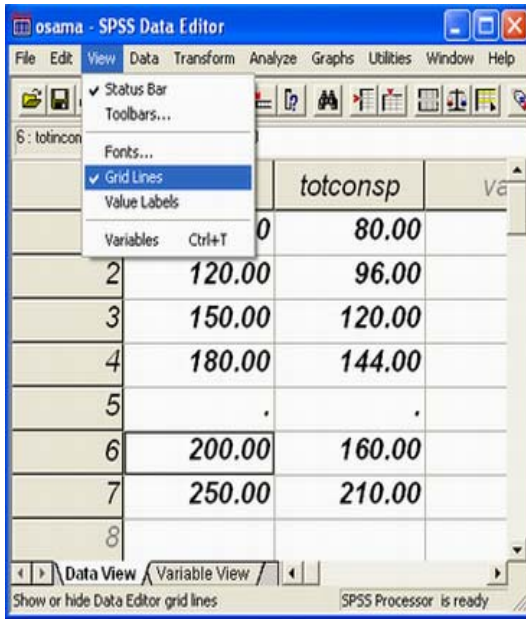 osama - SPSS Data Editor
File Edit View Data Transform Analyze Graphs Utilities Window Help
Status Bar
Toolbars...
Fonts...
Grid Lines
Value Labels
Variables Ctrl+T
6 : totincon
totconsp
va
0 80.00
2 120.00 96.00
3 150.00 120.00
4 180.00 144.00
5 . .
6 200.00 160.00
7 250.00 210.00
8
Data View Variable View
Show or hide Data Editor grid lines SPSS Processor is ready